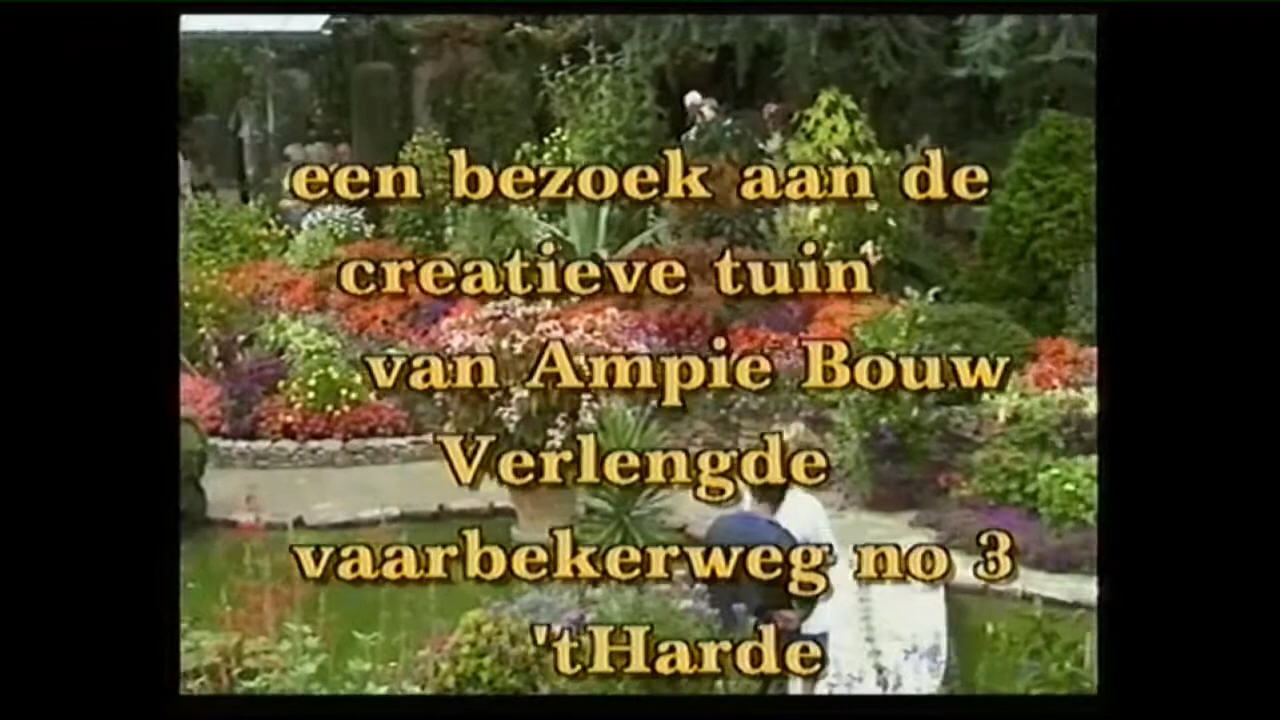 een bezoek aan de
creatieve tuin
van Ampie Bouw
Verlengde
vaarbekerweg no 3
'tHarde